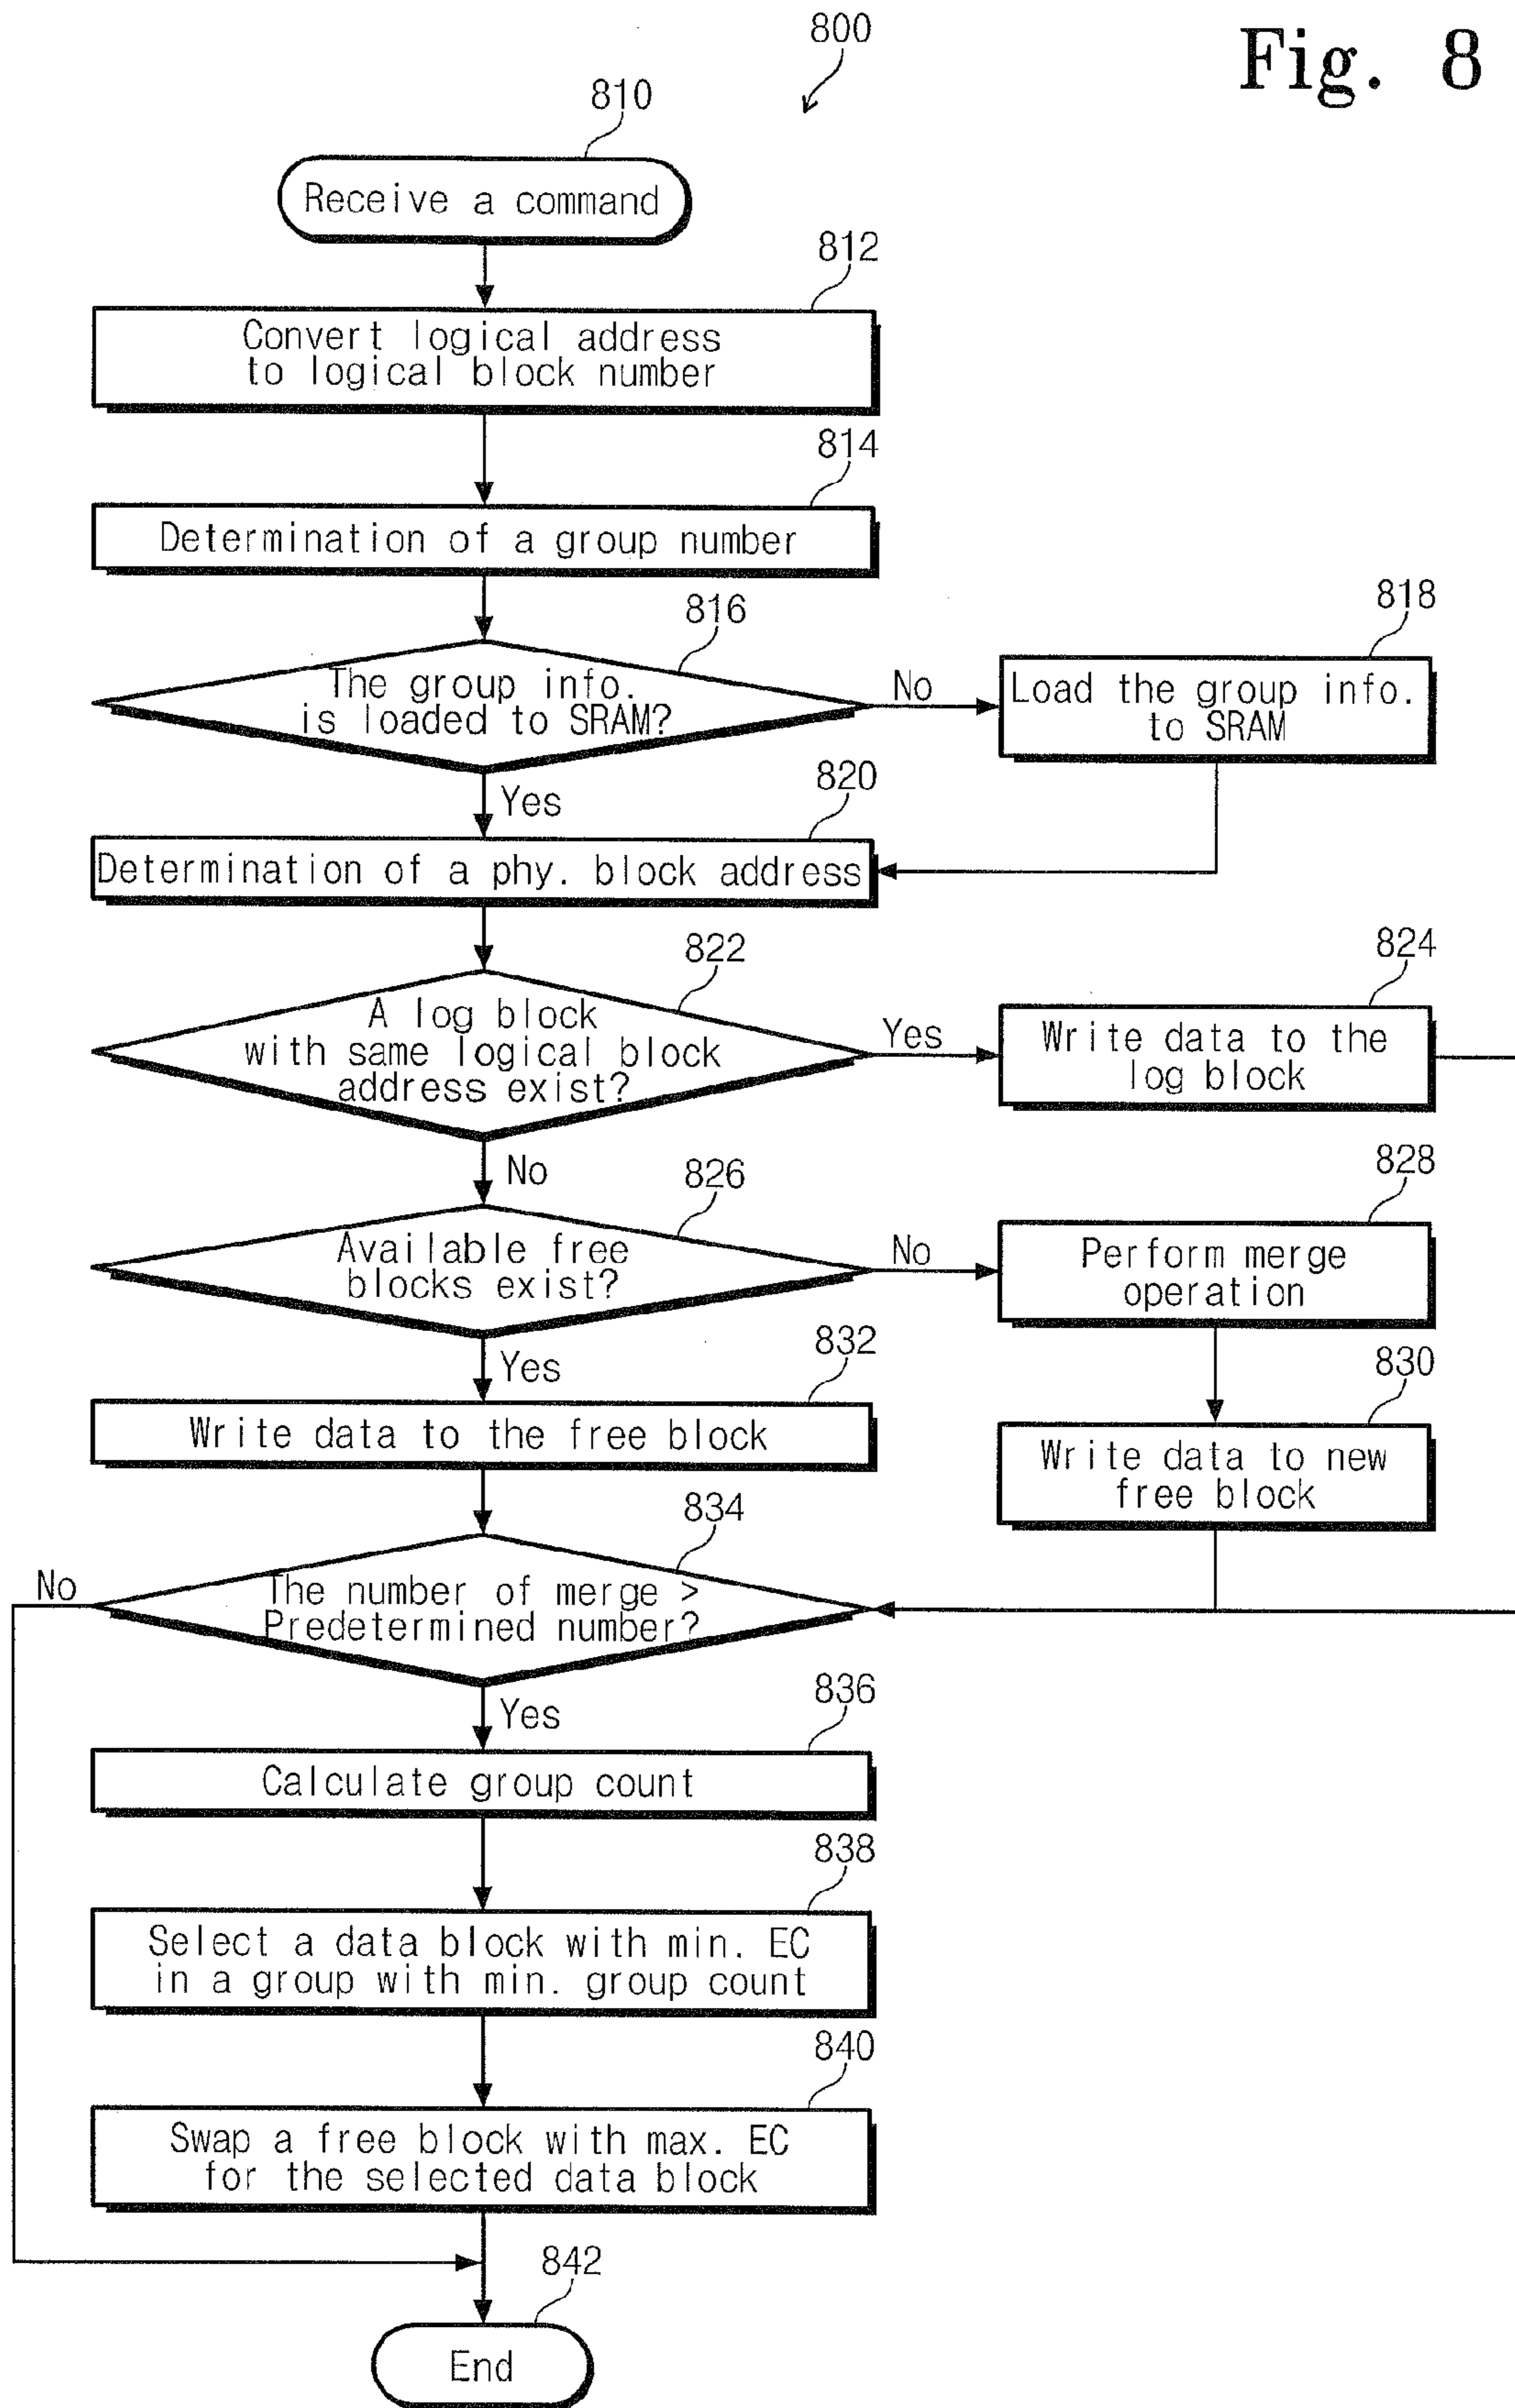 Fig. 8
800
810
Receive a command
812
Convert logical address
to logical block number
814
Determination of a group number
816
The group info.
is loaded to SRAM?
No
818
Load the group info.
to SRAM
Yes
820
Determination of a phy. block address
822
A log block
with same logical block
address exist?
Yes
824
Write data to the
log block
No
826
Available free
blocks exist?
No
828
Perform merge
operation
Yes
830
Write data to new
free block
832
Write data to the free block
834
The number of merge >
Predetermined number?
No
Yes
836
Calculate group count
838
Select a data block with min. EC
in a group with min. group count
840
Swap a free block with max. EC
for the selected data block
842
End